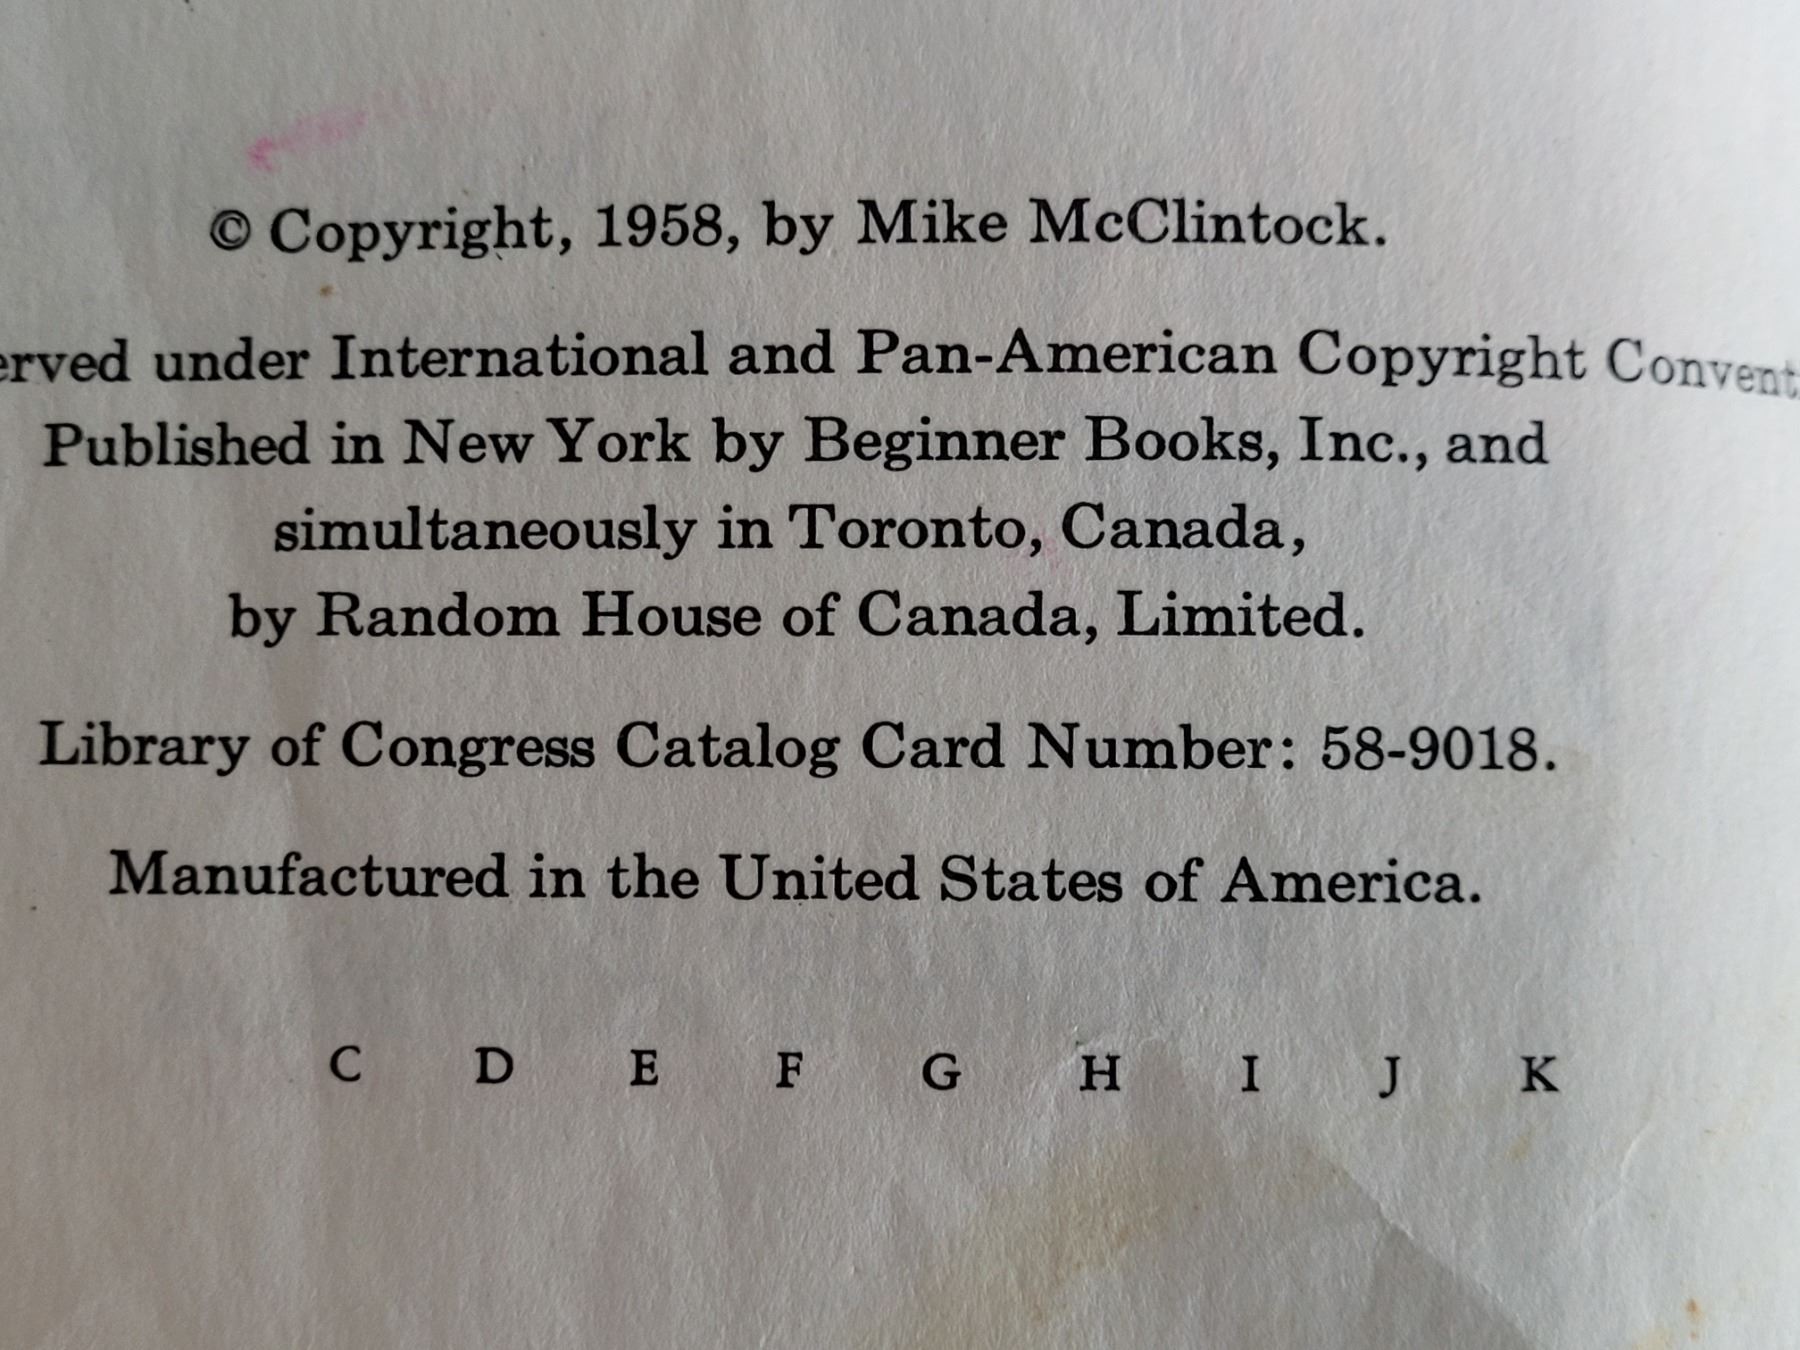 © Copyright, 1958, by Mike McClintock.
erved under International and Pan-American Copyright Convent
Published in New York by Beginner Books, Inc., and
simultaneously in Toronto, Canada,
by Random House of Canada, Limited.
Library of Congress Catalog Card Number: 58-9018.
Manufactured in the United States of America.
C D E F G H I J K